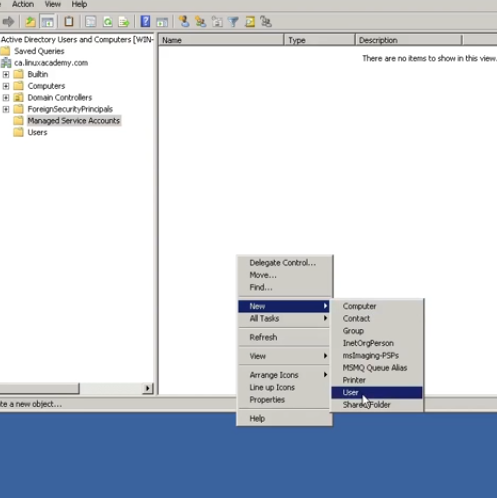 Action View Help
Active Directory Users and Computers [WIN-
Saved Queries
ca.linuxacademy.com
Builtin
Computers
Domain Controllers
ForeignSecurityPrincipals
Managed Service Accounts
Users
Name Type Description
There are no items to show in this view.
Delegate Control...
Move...
Find...
New
All Tasks
Refresh
View
Arrange Icons
Line up Icons
Properties
Help
Computer
Contact
Group
InetOrgPerson
msImaging-PSPs
MSMQ Queue Alias
Printer
User
Shared Folder
te a new object...